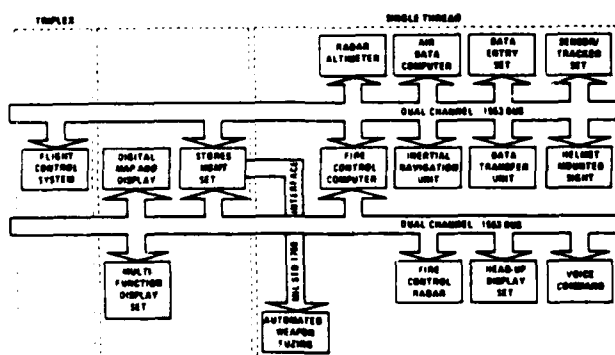 TRIPLEX
SINGLE THREAD
RADAR
ALTIMETER
AIR
DATA
COMPUTER
DATA
ENTRY
SET
SENSOR/
TRACKER
SET
DUAL CHANNEL 1553 BUS
FLIGHT
CONTROL
SYSTEM
DIGITAL
MAP AND
DISPLAY
STORES
MGMT
SET
FIRE
CONTROL
COMPUTER
INERTIAL
NAVIGATION
UNIT
DATA
TRANSFER
UNIT
HELMET
MOUNTED
SIGHT
MIL STD 1760 INTERFACE
DUAL CHANNEL 1553 BUS
MULTI
FUNCTION
DISPLAY
SET
FIRE
CONTROL
RADAR
HEAD-UP
DISPLAY
SET
VOICE
COMMAND
AUTOMATED
WEAPON
FUZING